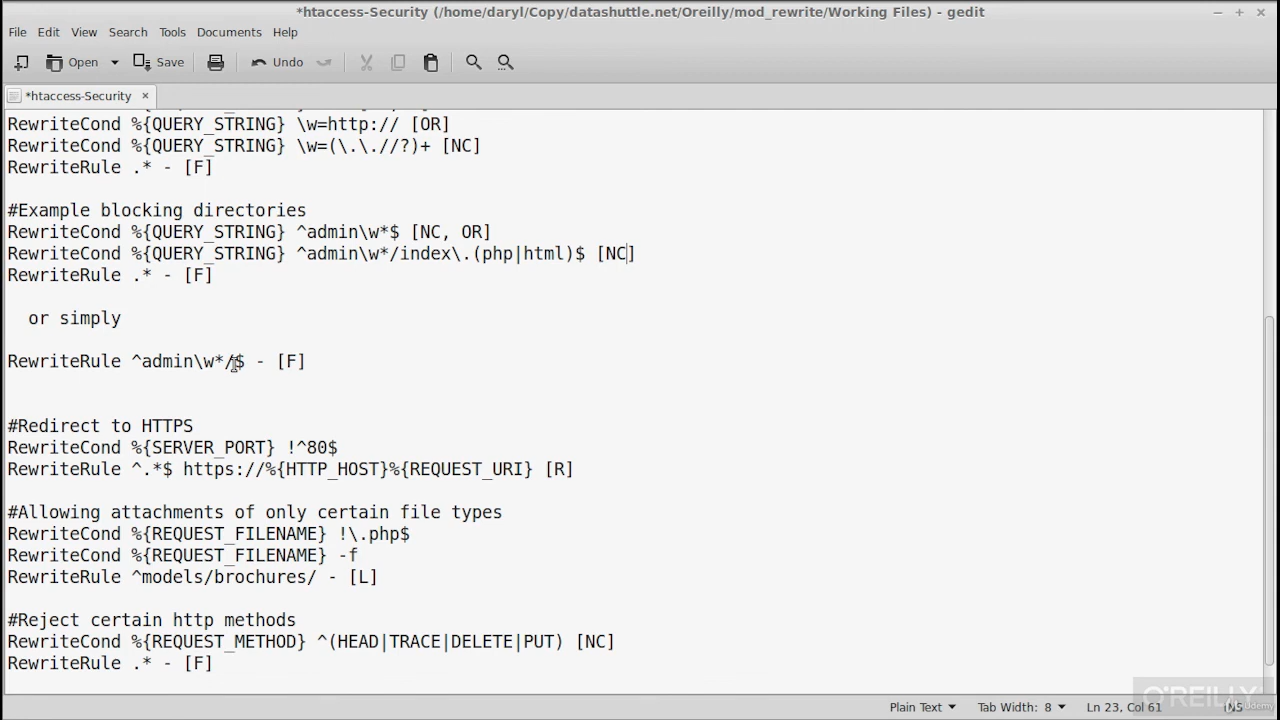 *htaccess-Security (/home/daryl/Copy/datashuttle.net/Oreilly/mod_rewrite/Working Files) - gedit
File Edit View Search Tools Documents Help
Open Save Undo
*htaccess-Security ×
RewriteCond %{QUERY_STRING} \w=http:// [OR]
RewriteCond %{QUERY_STRING} \w=(\.\.//?)+ [NC]
RewriteRule .* - [F]
#Example blocking directories
RewriteCond %{QUERY_STRING} ^admin\w*$ [NC, OR]
RewriteCond %{QUERY_STRING} ^admin\w*/index\.(php|html)$ [NC]
RewriteRule .* - [F]
or simply
RewriteRule ^admin\w*/$ - [F]
#Redirect to HTTPS
RewriteCond %{SERVER_PORT} !^80$
RewriteRule ^.*$ https://%{HTTP_HOST}%{REQUEST_URI} [R]
#Allowing attachments of only certain file types
RewriteCond %{REQUEST_FILENAME} !\.php$
RewriteCond %{REQUEST_FILENAME} -f
RewriteRule ^models/brochures/ - [L]
#Reject certain http methods
RewriteCond %{REQUEST_METHOD} ^(HEAD|TRACE|DELETE|PUT) [NC]
RewriteRule .* - [F]
O'REILLY
Udemy
Plain Text Tab Width: 8 Ln 23, Col 61